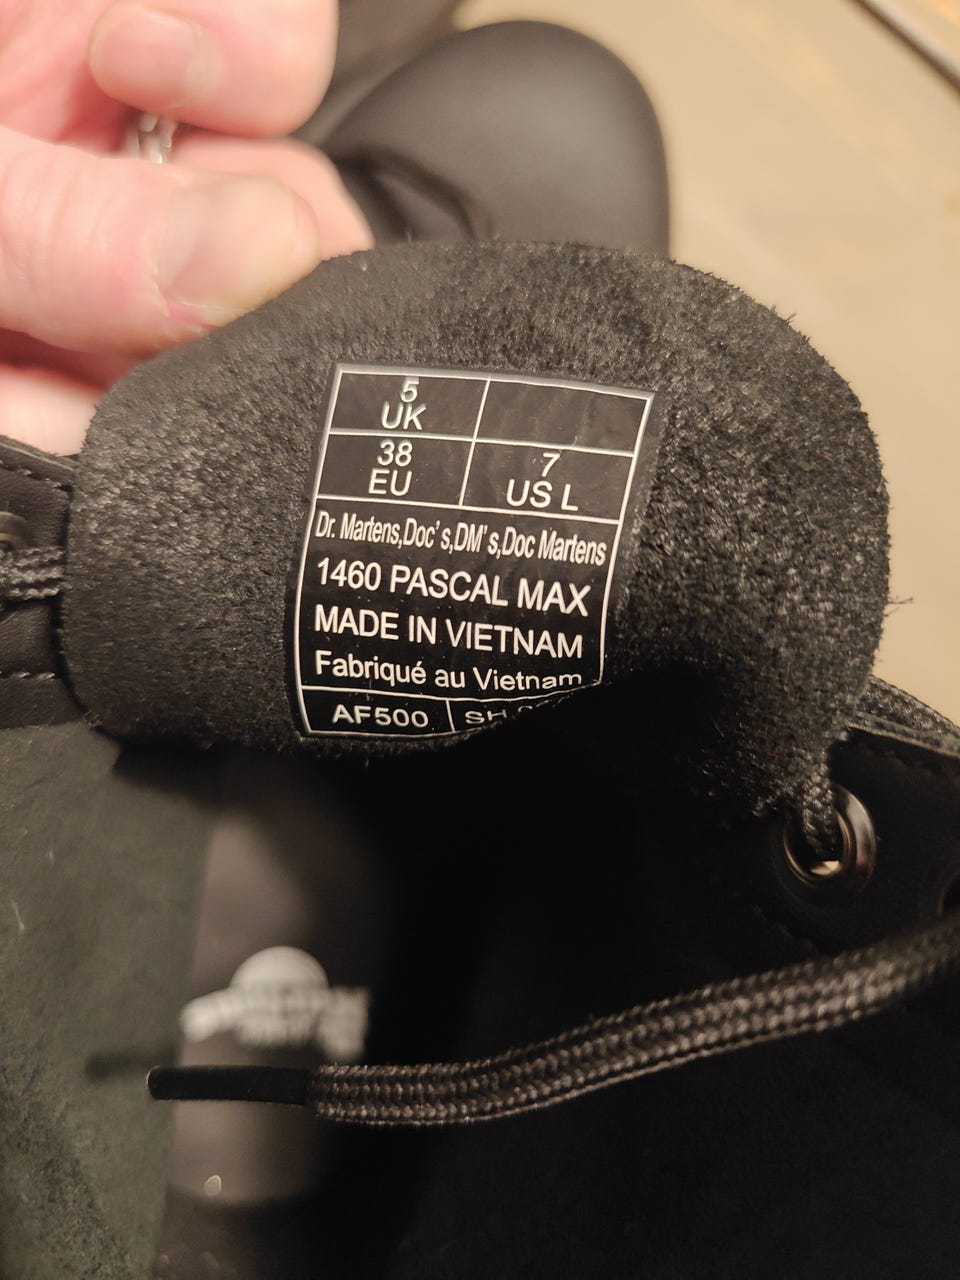 5
UK
38
EU
7
US L
Dr. Martens,Doc's,DM's,Doc Martens
1460 PASCAL MAX
MADE IN VIETNAM
Fabriqué au Vietnam
AF500